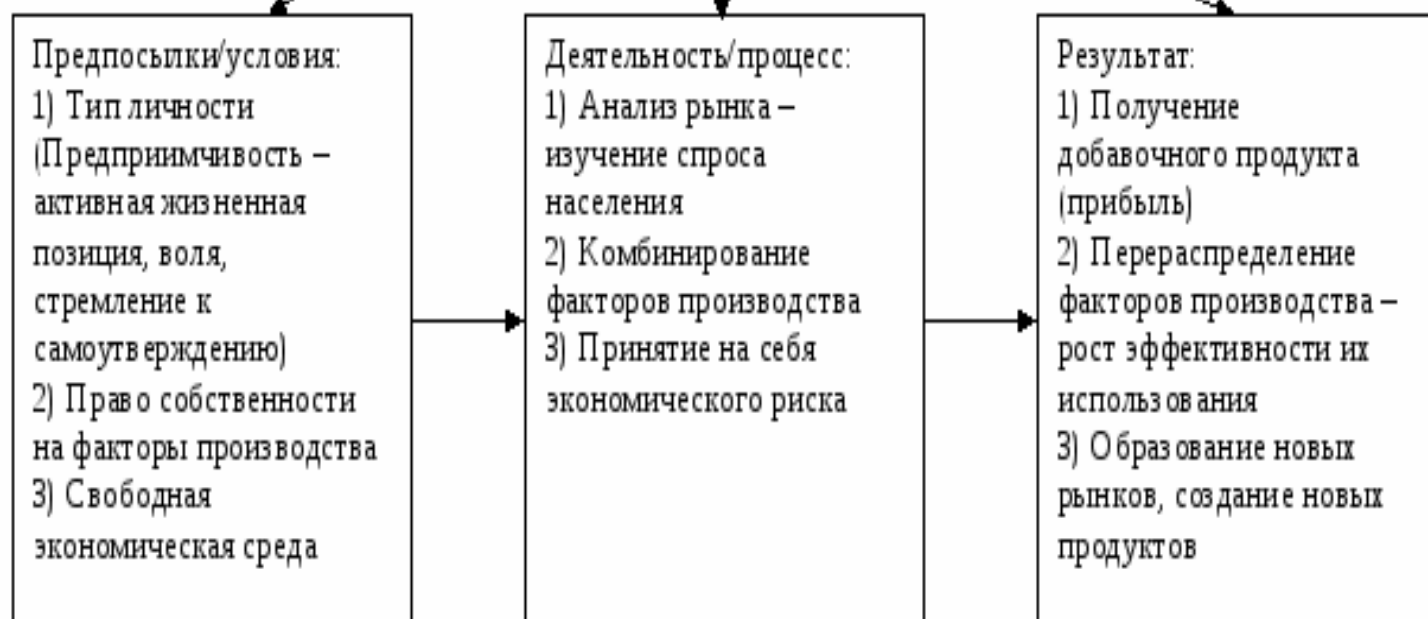 Предпосылки/условия:
1) Тип личности
(Предприимчивость –
активная жизненная
позиция, воля,
стремление к
самоутверждению)
2) Право собственности
на факторы производства
3) Свободная
экономическая среда
Деятельность/процесс:
1) Анализ рынка –
изучение спроса
населения
2) Комбинирование
факторов производства
3) Принятие на себя
экономического риска
Результат:
1) Получение
добавочного продукта
(прибыль)
2) Перераспределение
факторов производства –
рост эффективности их
использования
3) Образование новых
рынков, создание новых
продуктов